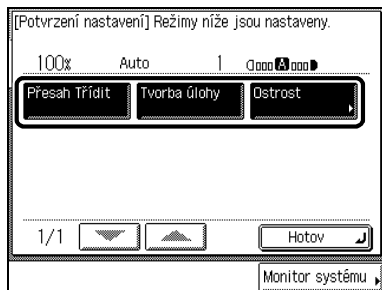 [Potvrzení nastavení] Režimy níže jsou nastaveny.
100% Auto 1 A
Přesah Třídit Tvorba úlohy Ostrost
1/1 Hotov
Monitor systému